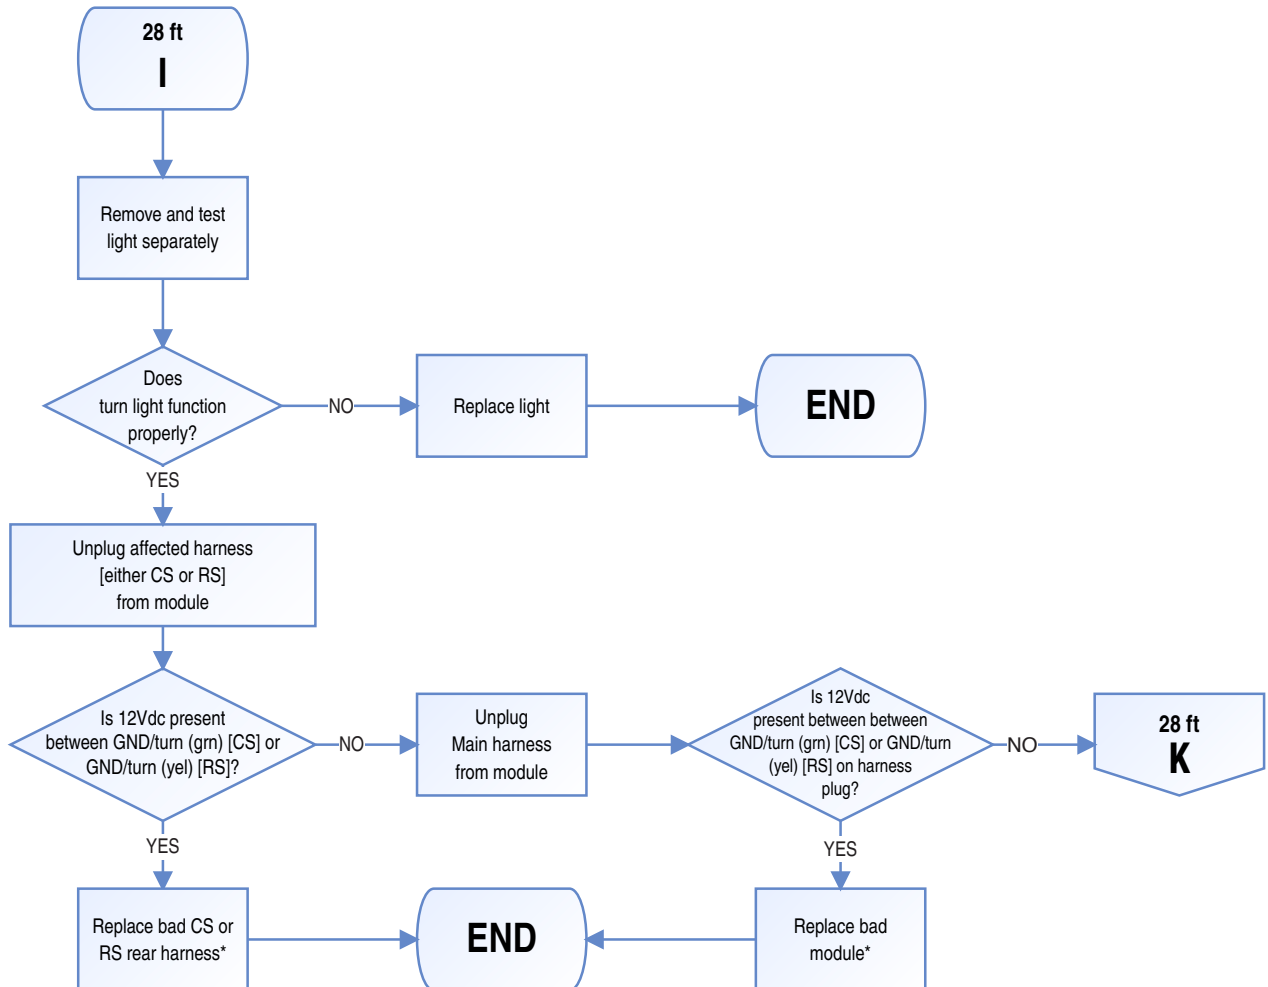 28 ft
I
Remove and test
light separately
Does
turn light function
properly?
NO
Replace light
END
YES
Unplug affected harness
[either CS or RS]
from module
Is 12Vdc present
between GND/turn (grn) [CS] or
GND/turn (yel) [RS]?
NO
Unplug
Main harness
from module
Is 12Vdc
present between between
GND/turn (grn) [CS] or GND/turn
(yel) [RS] on harness
plug?
NO
28 ft
K
YES
YES
Replace bad CS or
RS rear harness*
END
Replace bad
module*